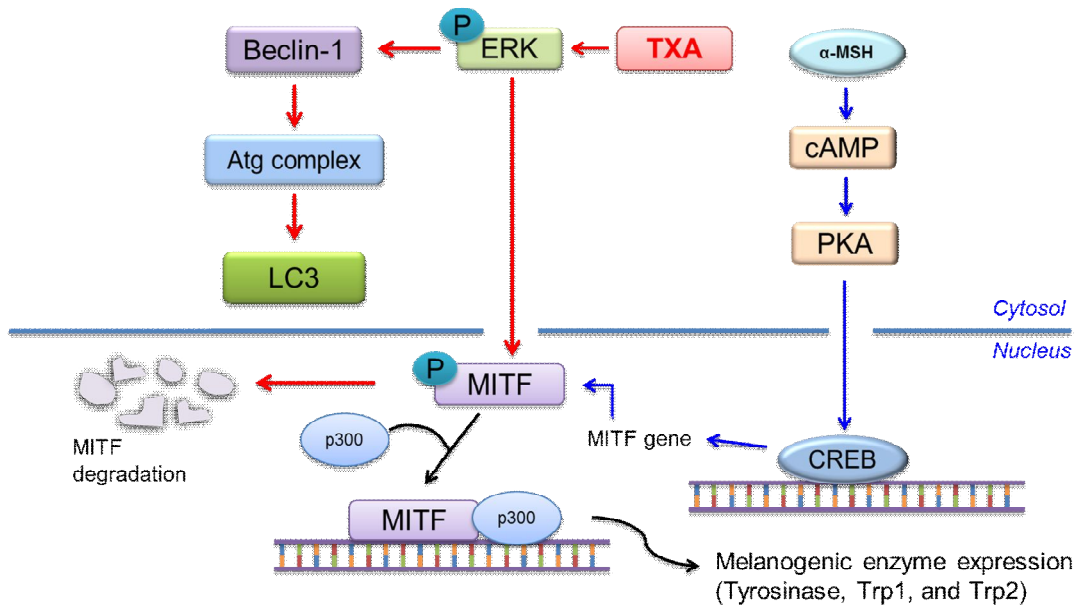 P
Beclin-1
ERK
TXA
α-MSH
Atg complex
cAMP
LC3
PKA
Cytosol
Nucleus
P
MITF
MITF
degradation
p300
MITF gene
CREB
MITF
p300
Melanogenic enzyme expression
(Tyrosinase, Trp1, and Trp2)